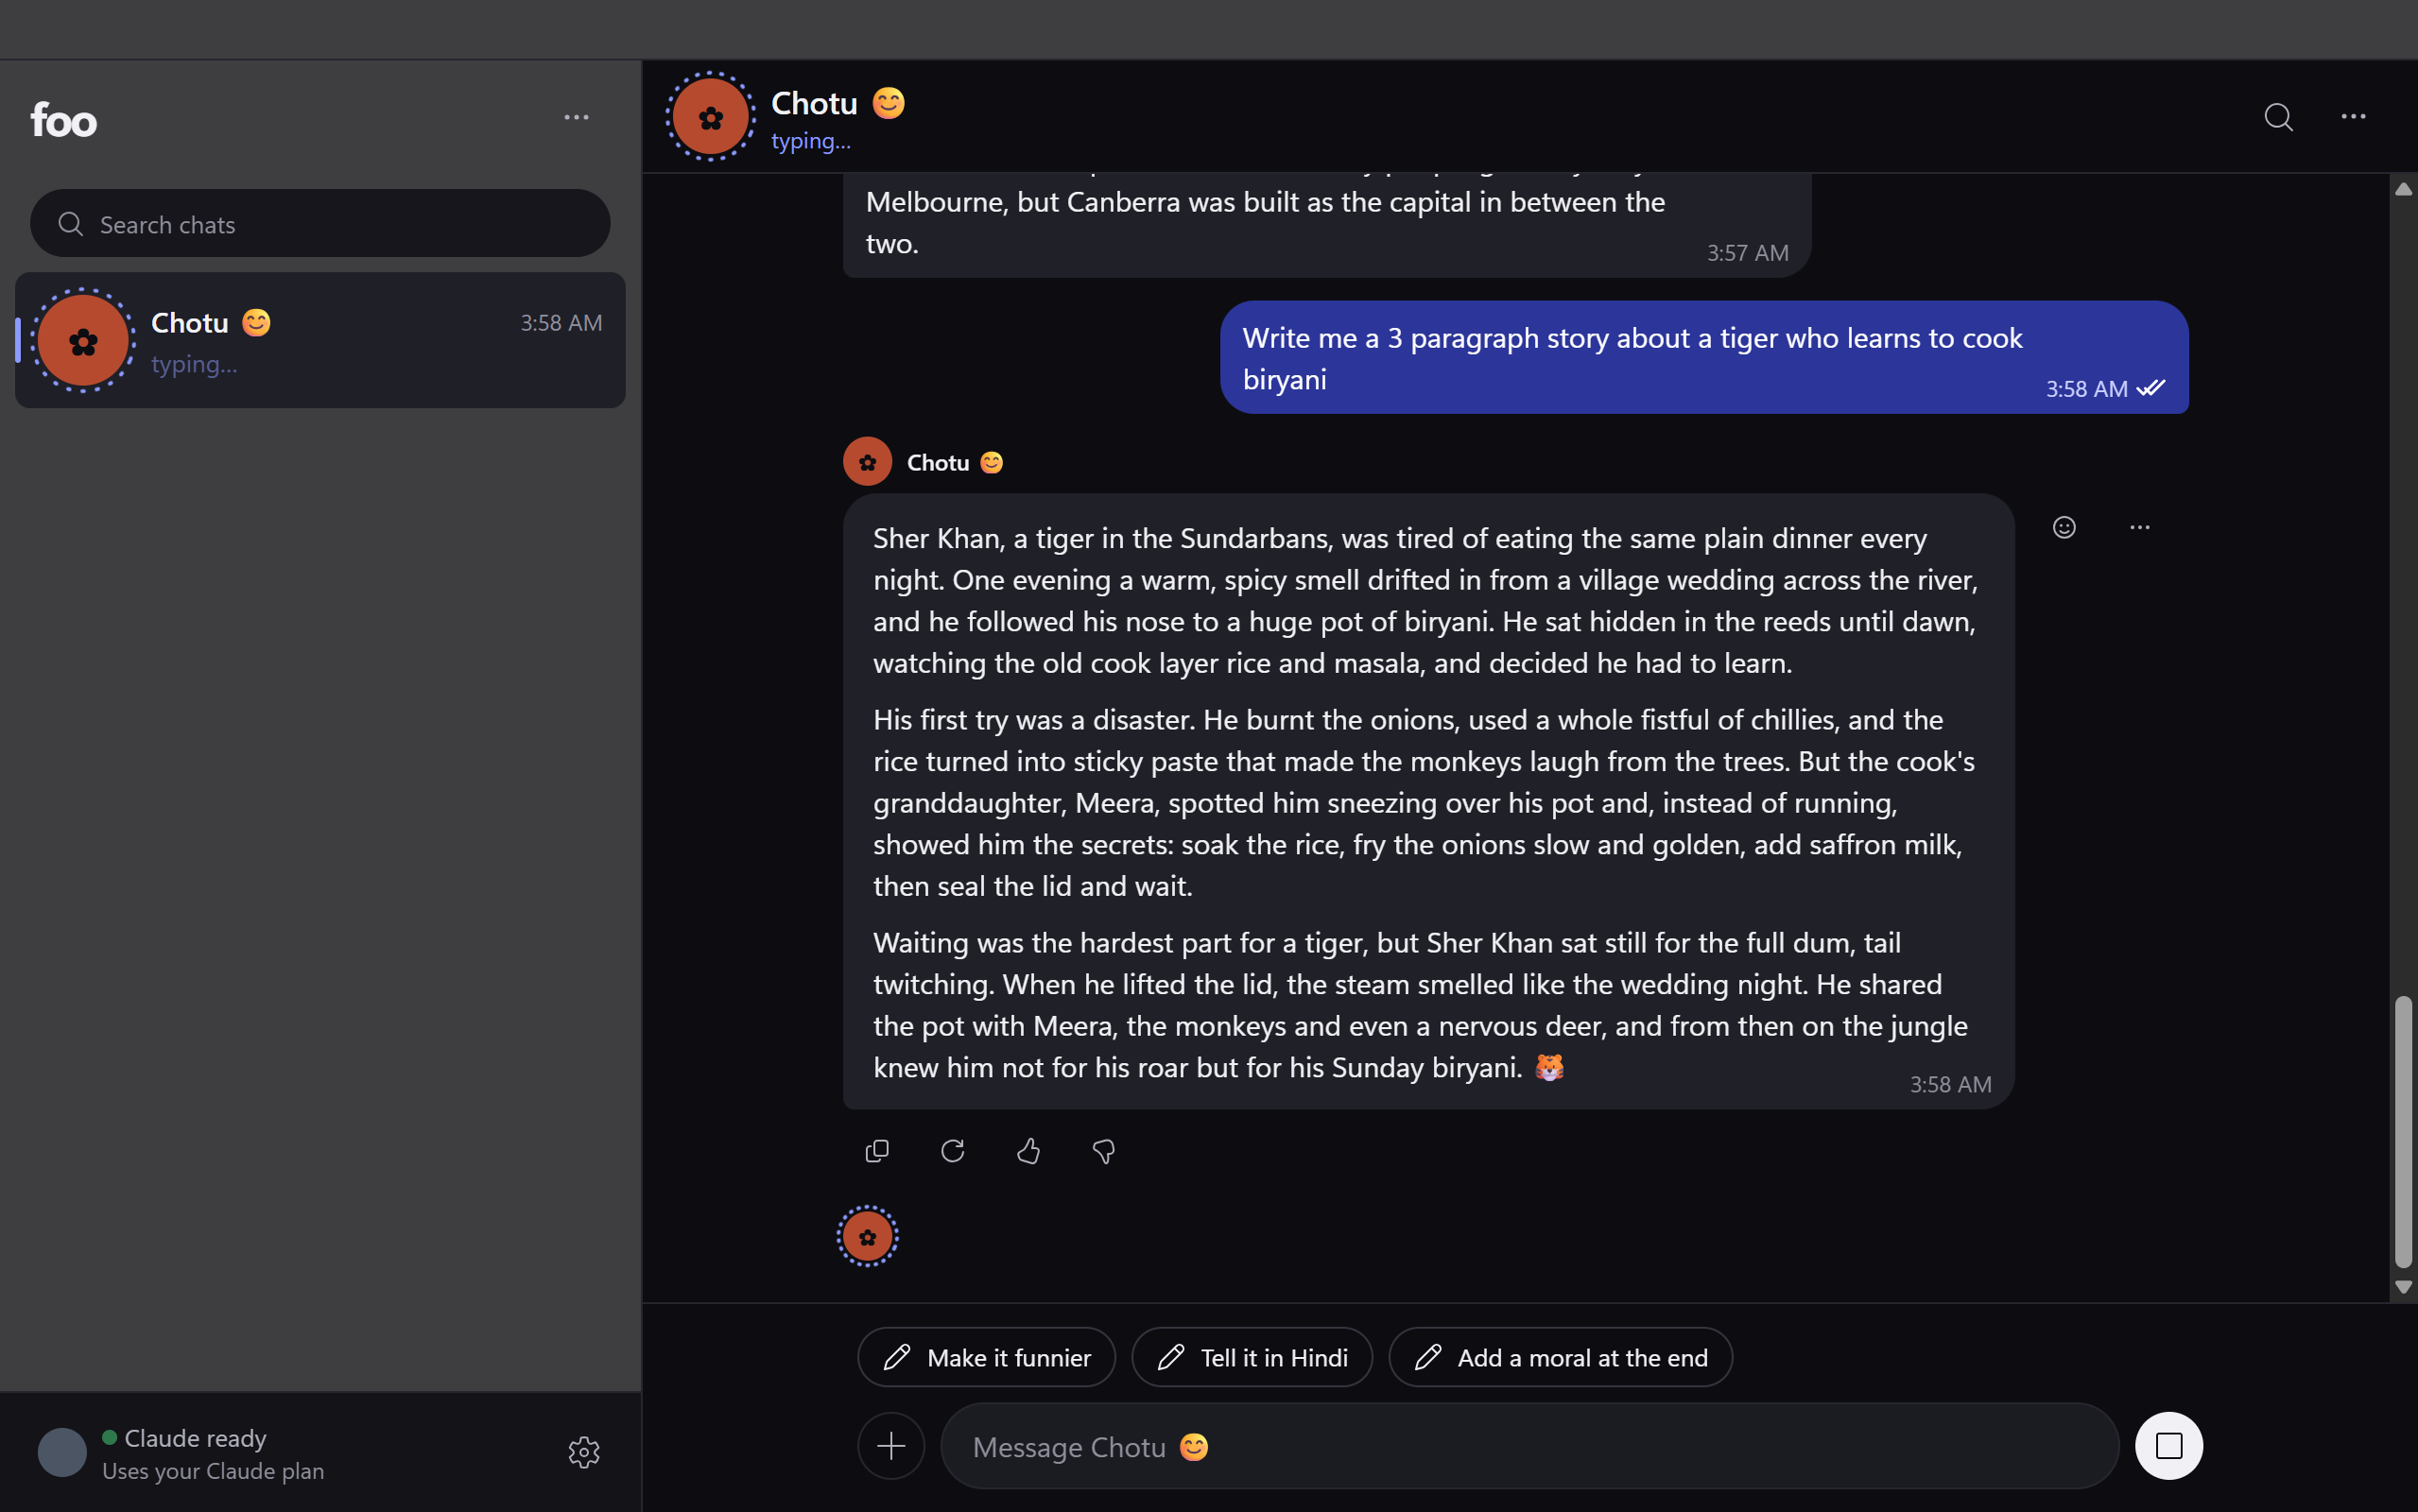 foo
Search chats
Chotu 😊
3:58 AM
typing...
Claude ready
Uses your Claude plan
Chotu 😊
typing...
Melbourne, but Canberra was built as the capital in between the
two.
3:57 AM
Write me a 3 paragraph story about a tiger who learns to cook
biryani
3:58 AM
Chotu 😊
Sher Khan, a tiger in the Sundarbans, was tired of eating the same plain dinner every
night. One evening a warm, spicy smell drifted in from a village wedding across the river,
and he followed his nose to a huge pot of biryani. He sat hidden in the reeds until dawn,
watching the old cook layer rice and masala, and decided he had to learn.
His first try was a disaster. He burnt the onions, used a whole fistful of chillies, and the
rice turned into sticky paste that made the monkeys laugh from the trees. But the cook's
granddaughter, Meera, spotted him sneezing over his pot and, instead of running,
showed him the secrets: soak the rice, fry the onions slow and golden, add saffron milk,
then seal the lid and wait.
Waiting was the hardest part for a tiger, but Sher Khan sat still for the full dum, tail
twitching. When he lifted the lid, the steam smelled like the wedding night. He shared
the pot with Meera, the monkeys and even a nervous deer, and from then on the jungle
knew him not for his roar but for his Sunday biryani. 🐯
3:58 AM
Make it funnier
Tell it in Hindi
Add a moral at the end
Message Chotu 😊